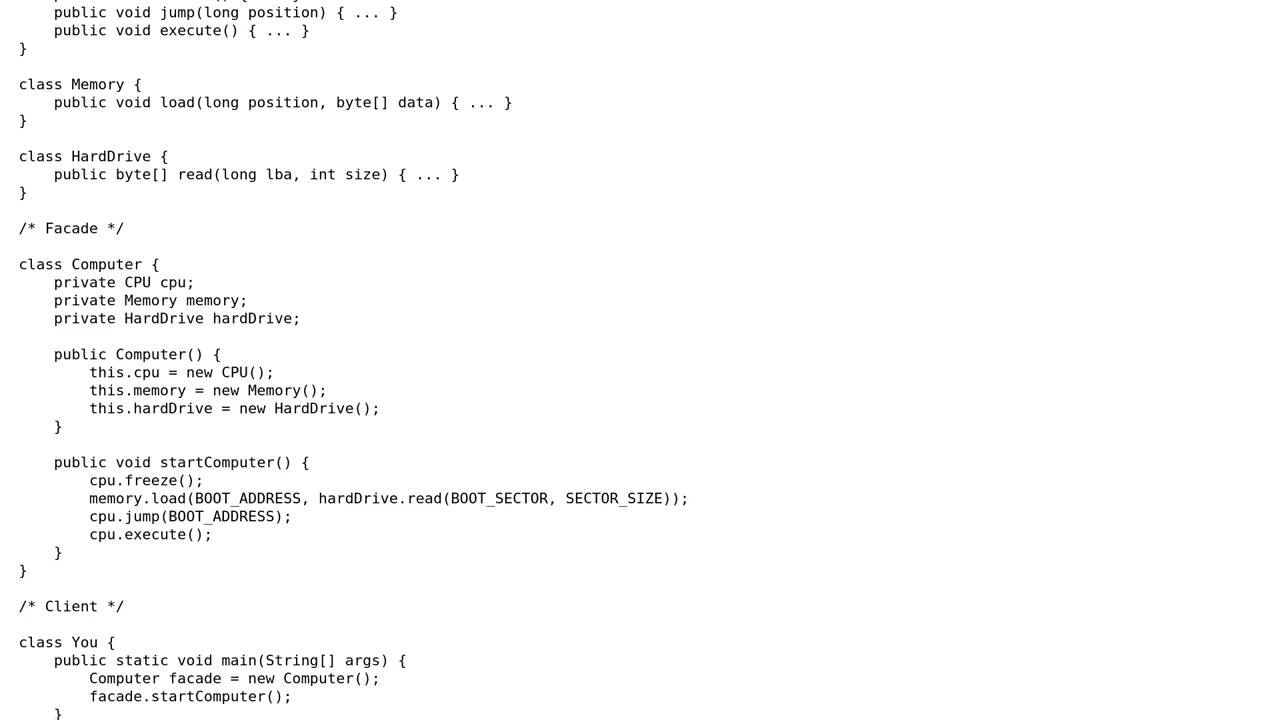 public void jump(long position) { ... }
    public void execute() { ... }
}

class Memory {
    public void load(long position, byte[] data) { ... }
}

class HardDrive {
    public byte[] read(long lba, int size) { ... }
}

/* Facade */

class Computer {
    private CPU cpu;
    private Memory memory;
    private HardDrive hardDrive;

    public Computer() {
        this.cpu = new CPU();
        this.memory = new Memory();
        this.hardDrive = new HardDrive();
    }

    public void startComputer() {
        cpu.freeze();
        memory.load(BOOT_ADDRESS, hardDrive.read(BOOT_SECTOR, SECTOR_SIZE));
        cpu.jump(BOOT_ADDRESS);
        cpu.execute();
    }
}

/* Client */

class You {
    public static void main(String[] args) {
        Computer facade = new Computer();
        facade.startComputer();
    }